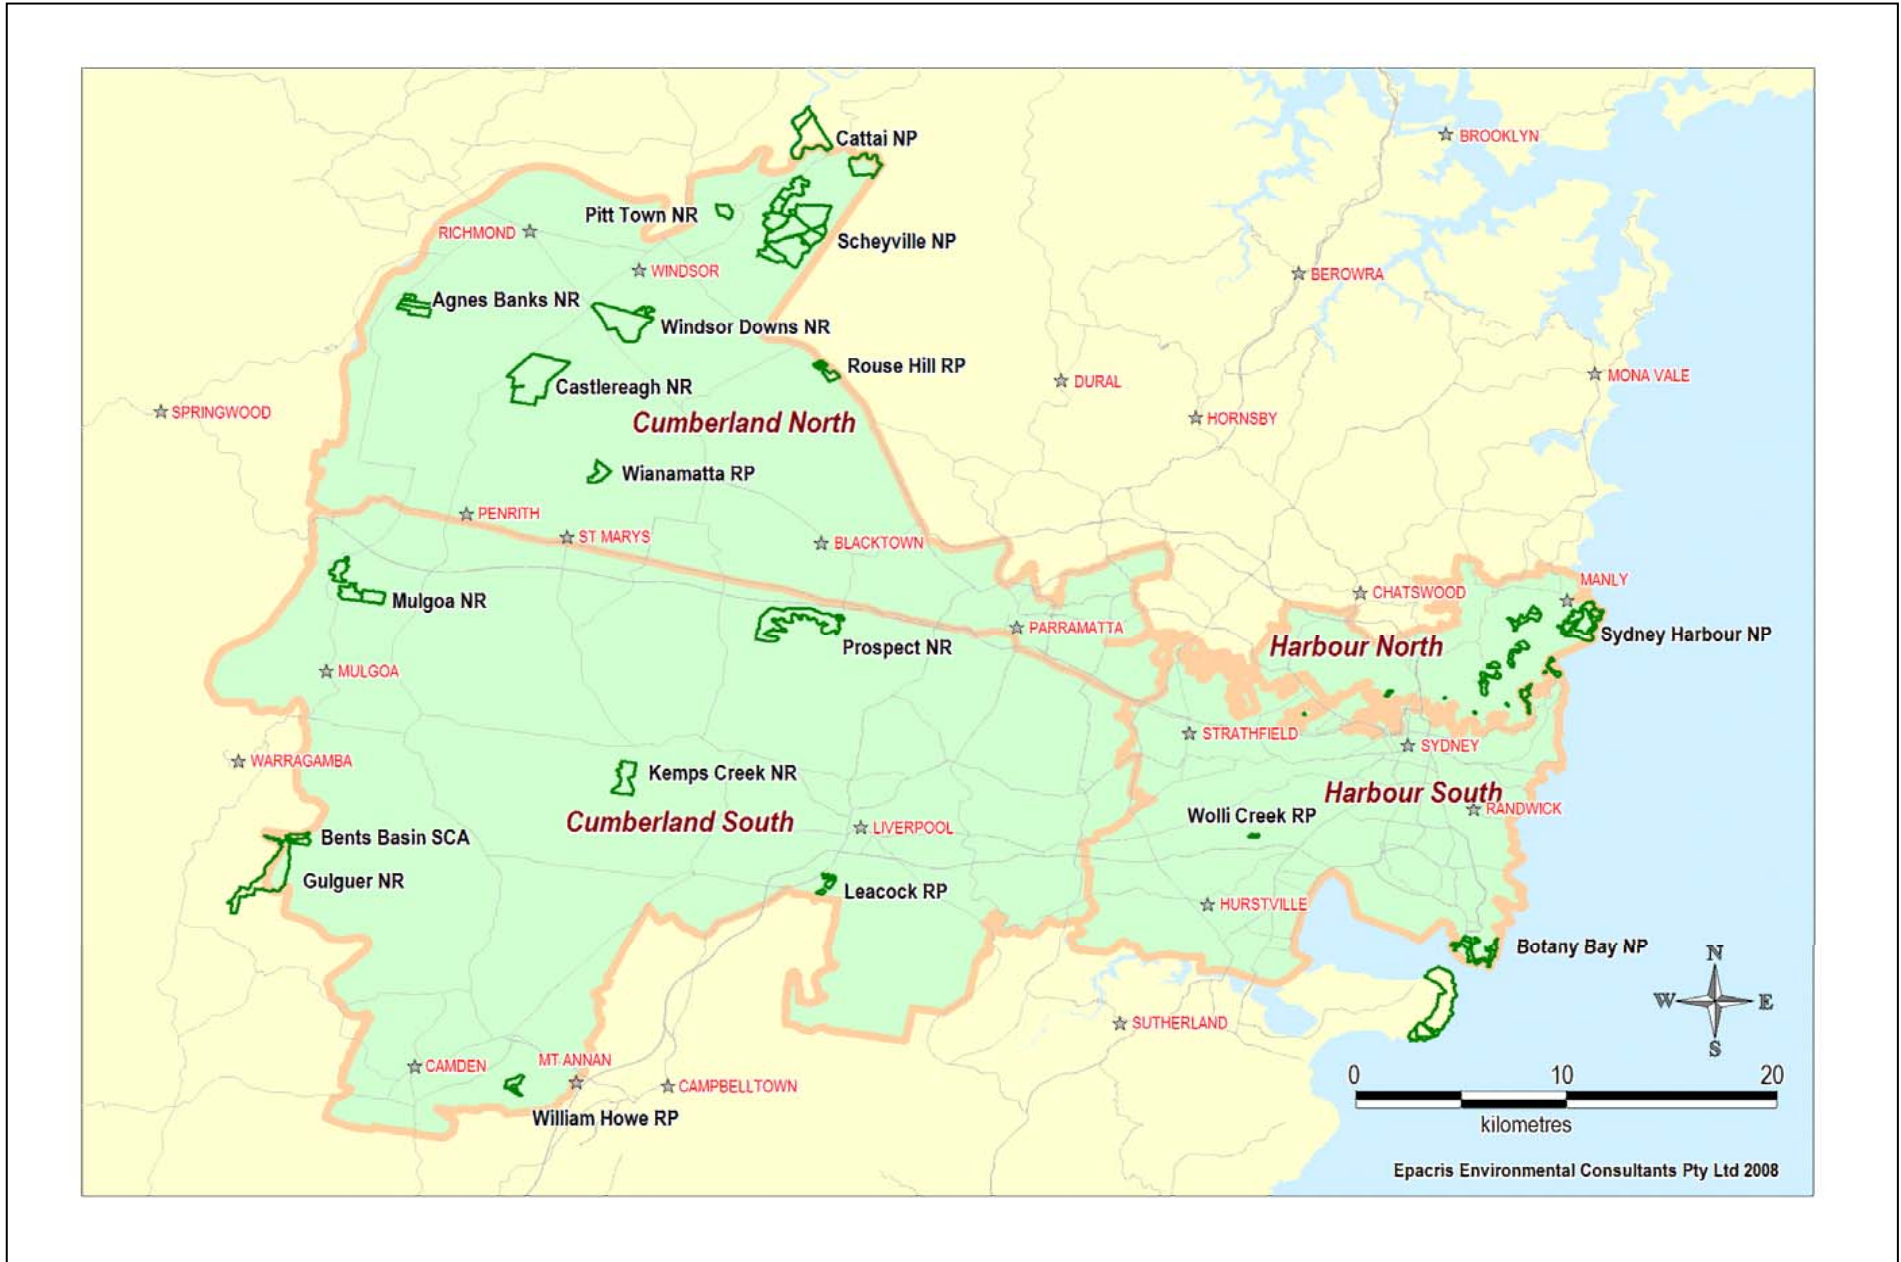 BROOKLYN
Cattai NP
Pitt Town NR
RICHMOND
Scheyville NP
WINDSOR
BEROWRA
Agnes Banks NR
Windsor Downs NR
Rouse Hill RP
DURAL
MONA VALE
Castlereagh NR
SPRINGWOOD
HORNSBY
Cumberland North
Wianamatta RP
PENRITH
ST MARYS
BLACKTOWN
MANLY
CHATSWOOD
Mulgoa NR
PARRAMATTA
Sydney Harbour NP
Prospect NR
Harbour North
MULGOA
STRATHFIELD
SYDNEY
WARRAGAMBA
Kemps Creek NR
Harbour South
RANDWICK
Wolli Creek RP
Cumberland South
LIVERPOOL
Bents Basin SCA
Gulguer NR
Leacock RP
HURSTVILLE
Botany Bay NP
N
W E
S
SUTHERLAND
MT ANNAN
CAMDEN
CAMPBELLTOWN
0 10 20
William Howe RP
kilometres
Epacris Environmental Consultants Pty Ltd 2008